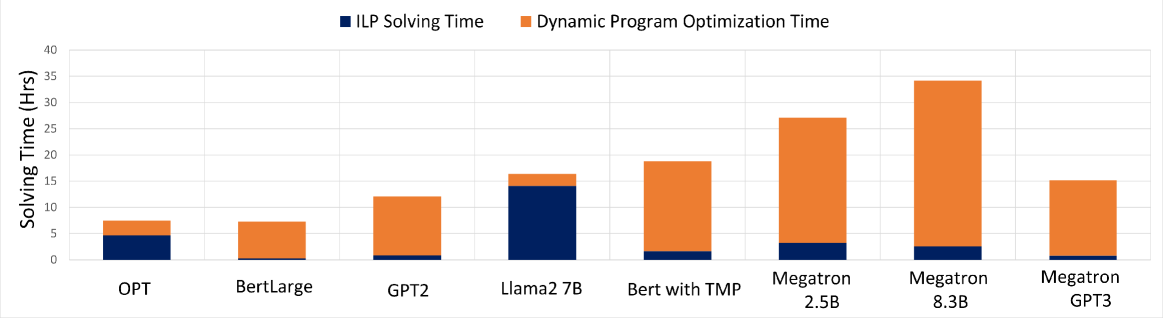 ILP Solving Time
Dynamic Program Optimization Time
Solving Time (Hrs)
40
35
30
25
20
15
10
5
0
OPT
BertLarge
GPT2
Llama2 7B
Bert with TMP
Megatron
2.5B
Megatron
8.3B
Megatron
GPT3